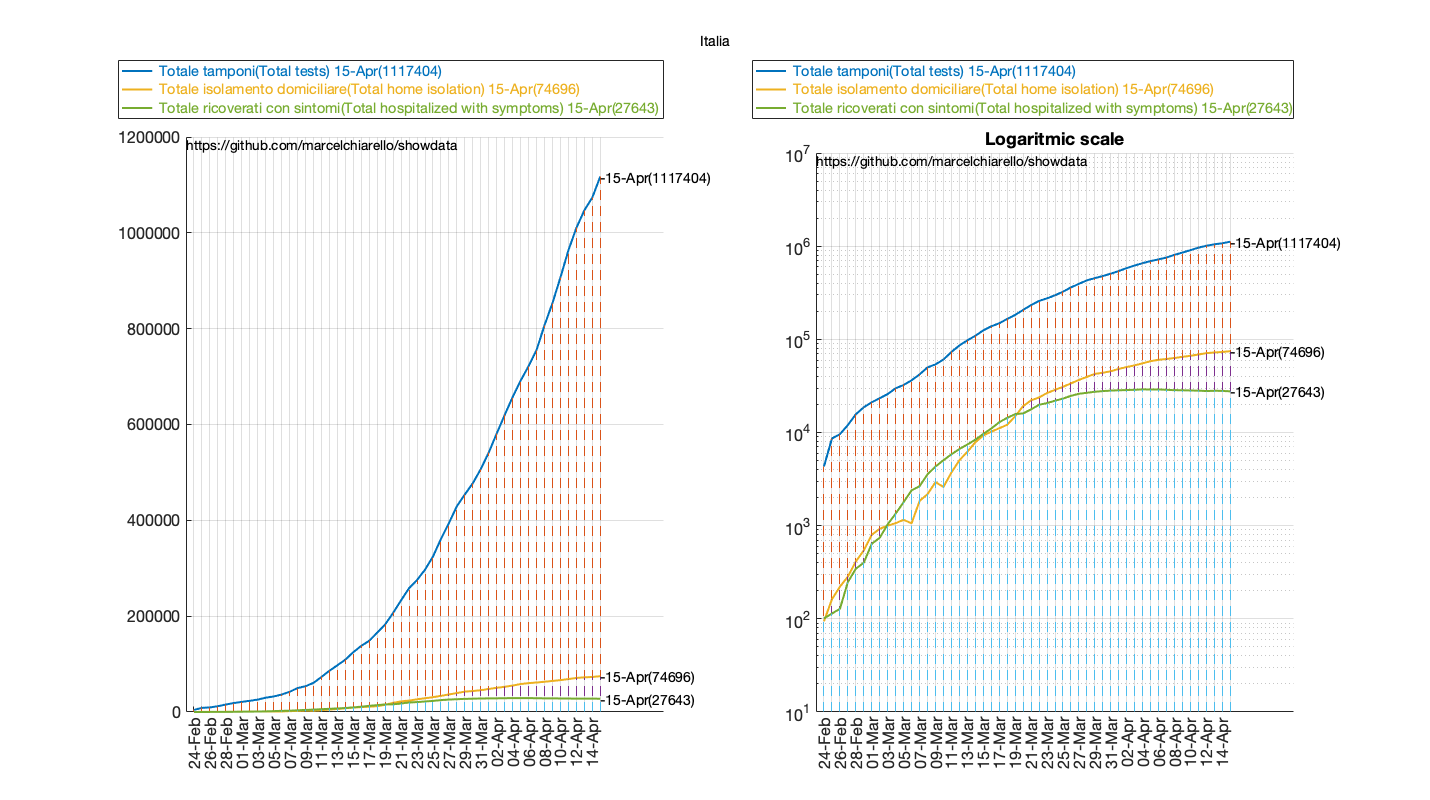 Italia
Totale tamponi(Total tests) 15-Apr(1117404)
Totale isolamento domiciliare(Total home isolation) 15-Apr(74696)
Totale ricoverati con sintomi(Total hospitalized with symptoms) 15-Apr(27643)
1200000
https://github.com/marcelchiarello/showdata
15-Apr(1117404)
1000000
800000
600000
400000
200000
15-Apr(74696)
15-Apr(27643)
0
24-Feb
26-Feb
28-Feb
01-Mar
03-Mar
05-Mar
07-Mar
09-Mar
11-Mar
13-Mar
15-Mar
17-Mar
19-Mar
21-Mar
23-Mar
25-Mar
27-Mar
29-Mar
31-Mar
02-Apr
04-Apr
06-Apr
08-Apr
10-Apr
12-Apr
14-Apr
Totale tamponi(Total tests) 15-Apr(1117404)
Totale isolamento domiciliare(Total home isolation) 15-Apr(74696)
Totale ricoverati con sintomi(Total hospitalized with symptoms) 15-Apr(27643)
Logaritmic scale
10^7
https://github.com/marcelchiarello/showdata
10^6
15-Apr(1117404)
10^5
15-Apr(74696)
15-Apr(27643)
10^4
10^3
10^2
10^1
24-Feb
26-Feb
28-Feb
01-Mar
03-Mar
05-Mar
07-Mar
09-Mar
11-Mar
13-Mar
15-Mar
17-Mar
19-Mar
21-Mar
23-Mar
25-Mar
27-Mar
29-Mar
31-Mar
02-Apr
04-Apr
06-Apr
08-Apr
10-Apr
12-Apr
14-Apr